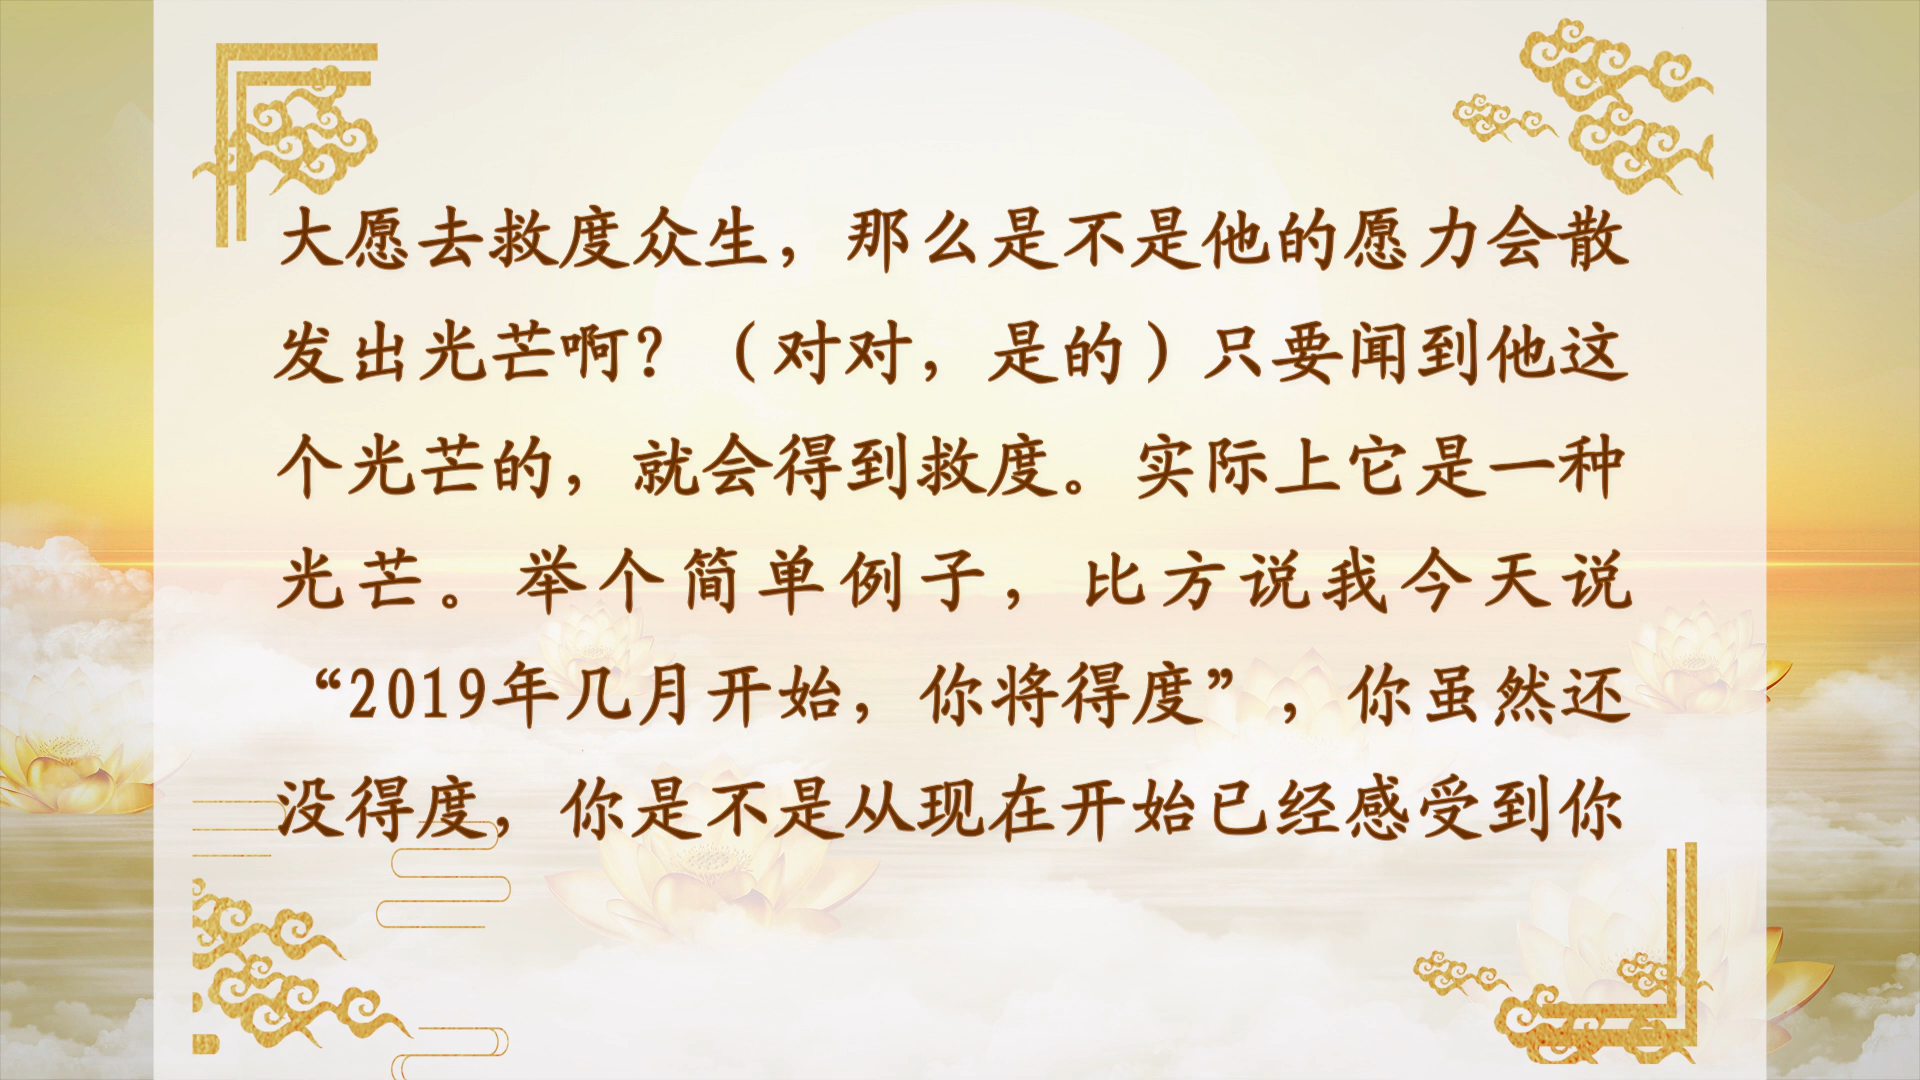 大愿去救度众生，那么是不是他的愿力会散
发出光芒啊？（对对，是的）只要闻到他这
个光芒的，就会得到救度。实际上它是一种
光芒。举个简单例子，比方说我今天说
“2019年几月开始，你将得度”，你虽然还
没得度，你是不是从现在开始已经感受到你